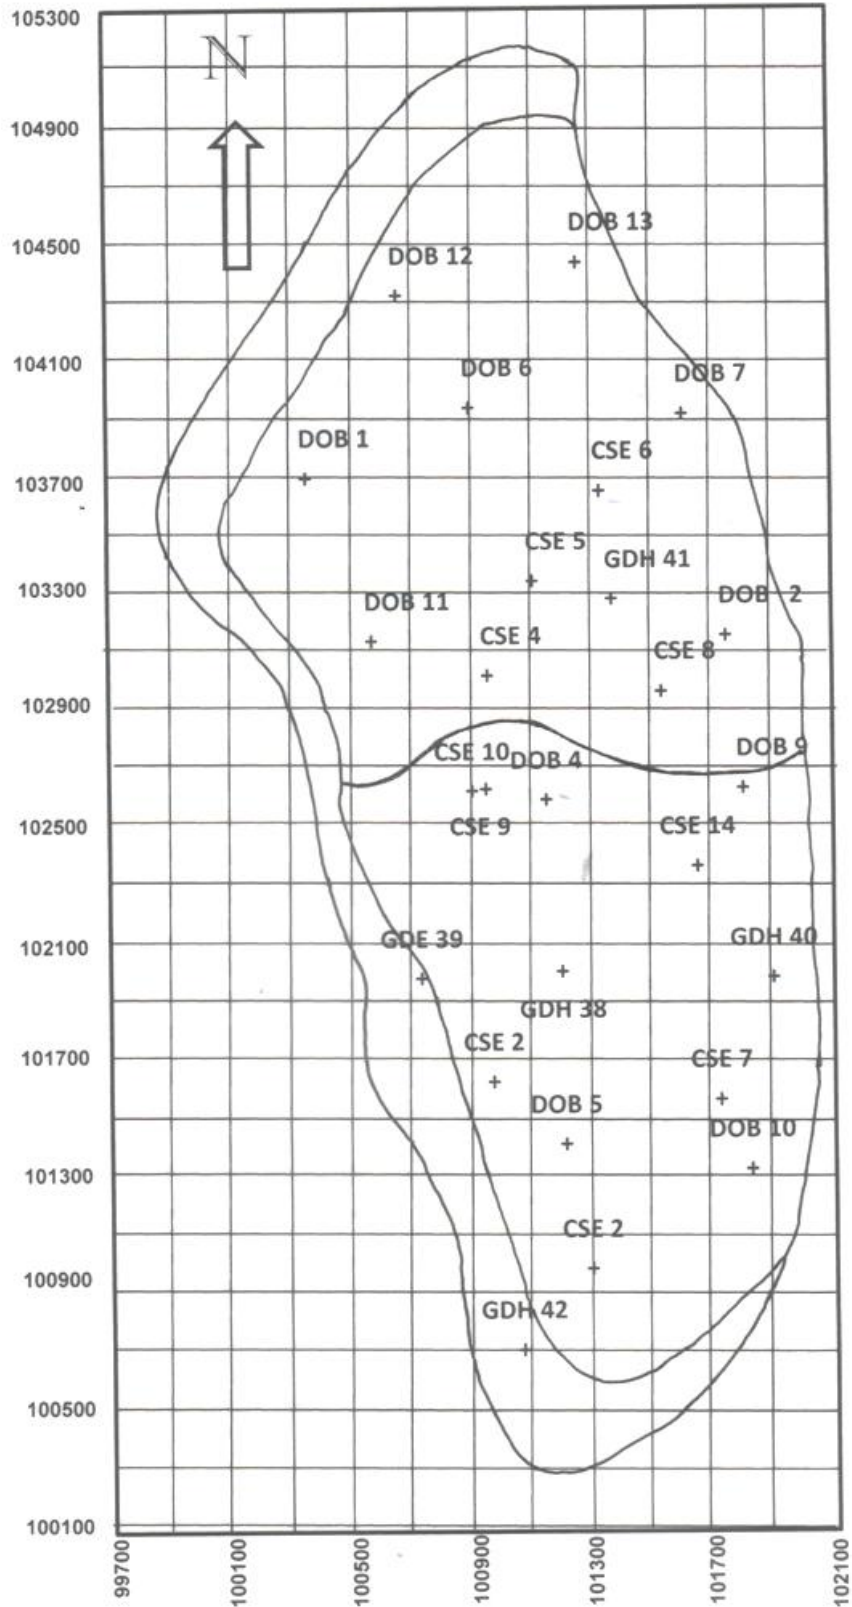 105300
N
104900
DOB 13
104500
DOB 12
104100
DOB 6
DOB 7
DOB 1
CSE 6
103700
CSE 5
GDH 41
103300
DOB 2
DOB 11
CSE 4
CSE 8
102900
CSE 10
DOB 4
DOB 9
102500
CSE 9
CSE 14
102100
GDE 39
GDH 40
GDH 38
101700
CSE 2
CSE 7
DOB 5
DOB 10
101300
CSE 2
100900
GDH 42
100500
100100
99700
100100
100500
100900
101300
101700
102100